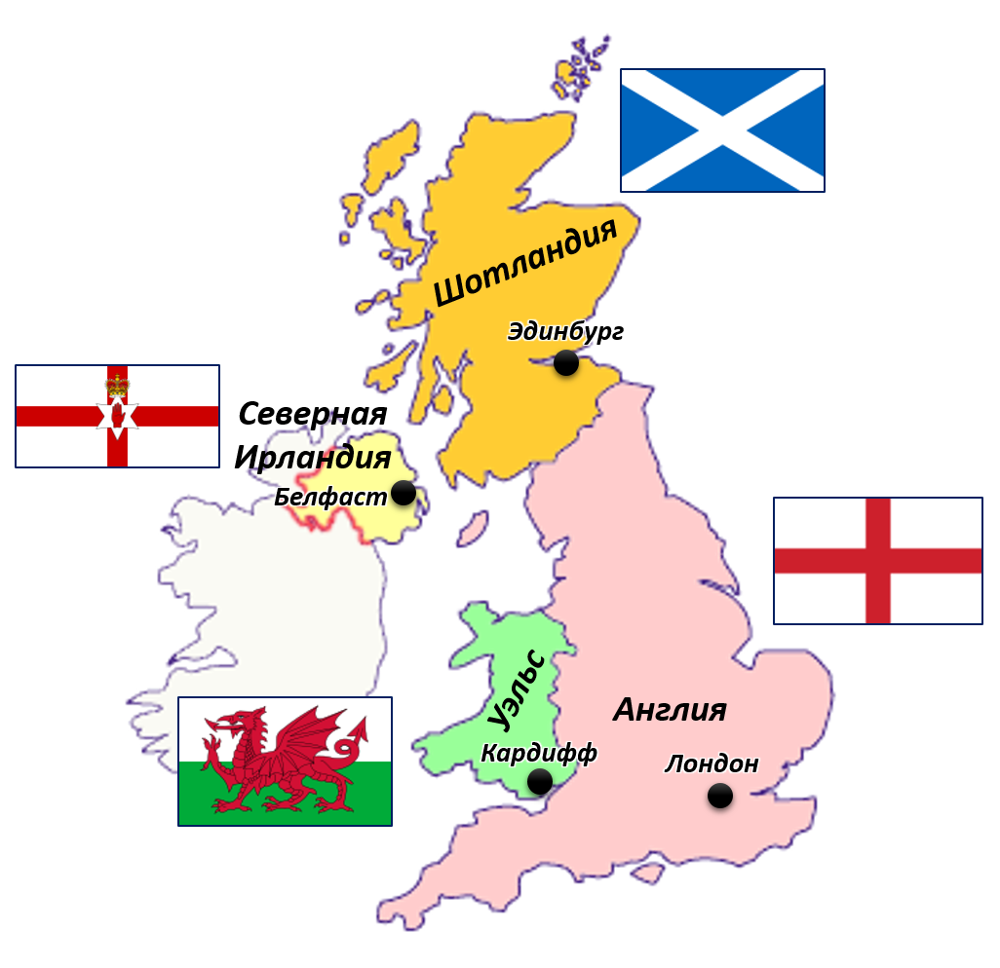 Шотландия
Эдинбург
Северная
Ирландия
Белфаст
Уэльс
Англия
Кардифф
Лондон